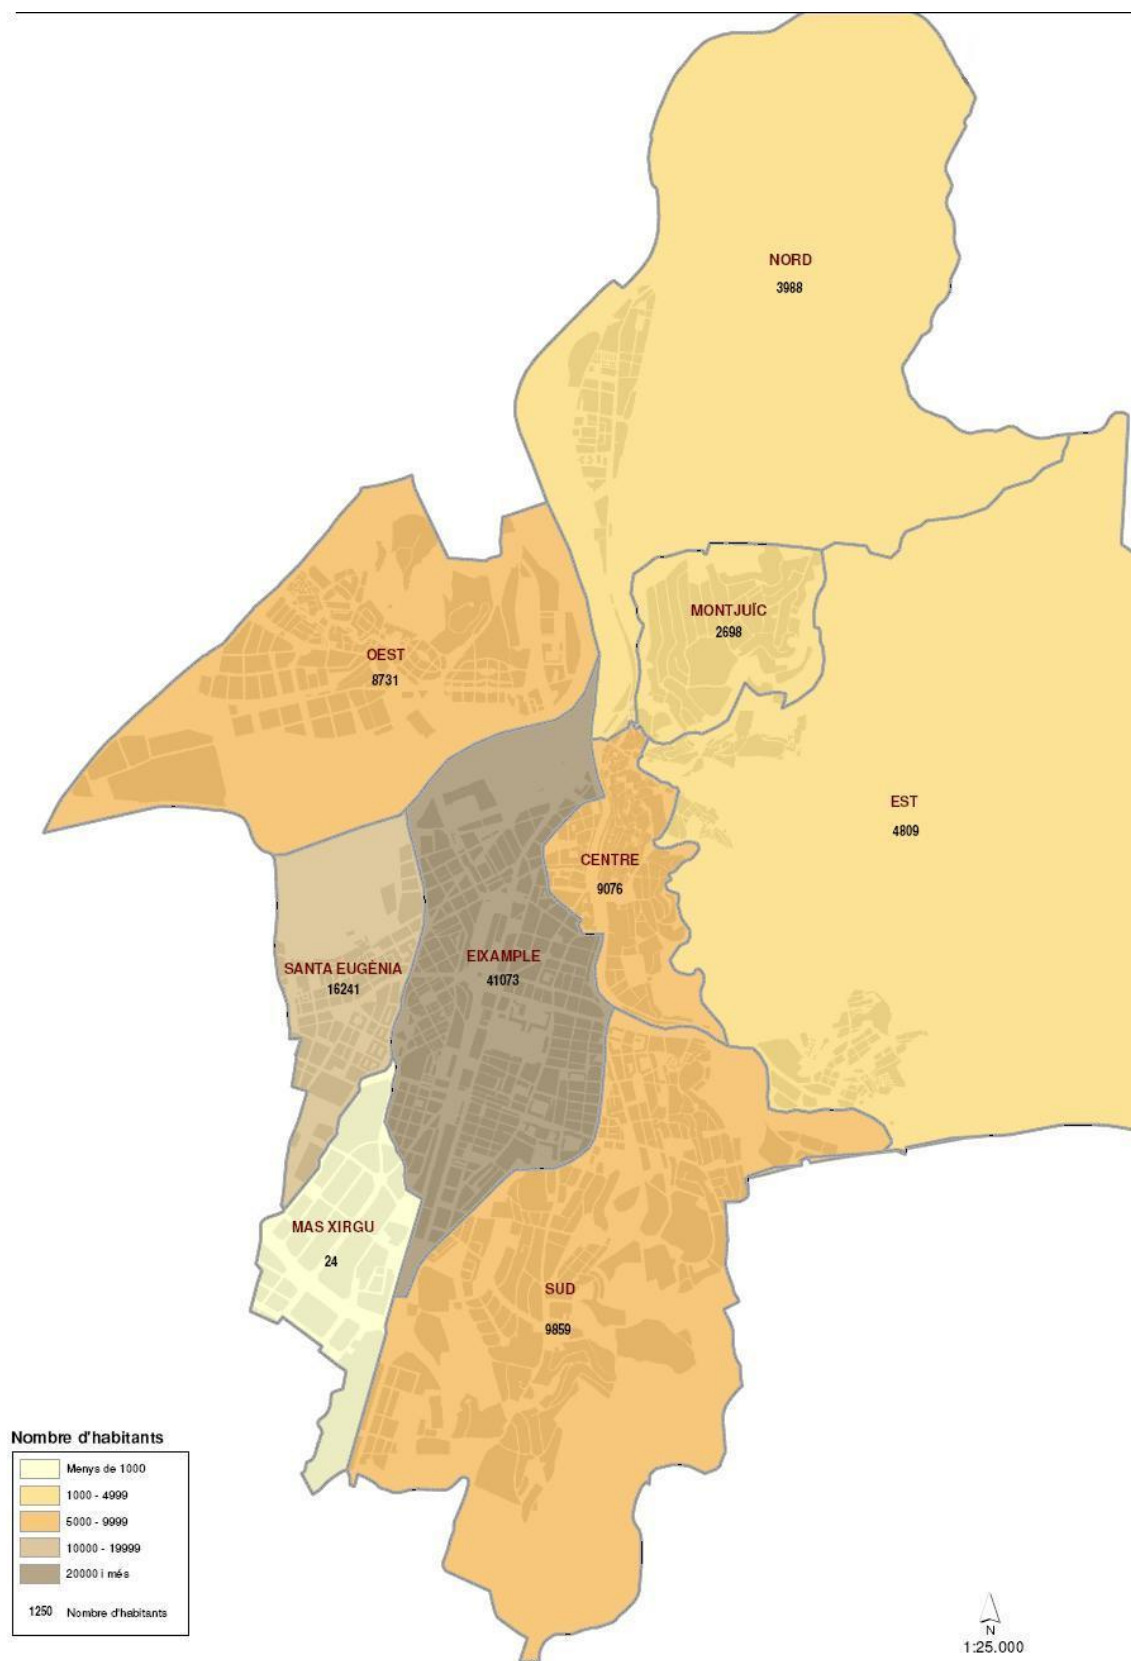 NORD
3988
MONTJUÏC
2698
OEST
8731
EST
4809
CENTRE
9076
EIXAMPLE
41073
SANTA EUGÈNIA
16241
MAS XIRGU
24
SUD
9859
Nombre d'habitants
Menys de 1000
1000 - 4999
5000 - 9999
10000 - 19999
20000 i més
1250 Nombre d'habitants
N
1:25.000